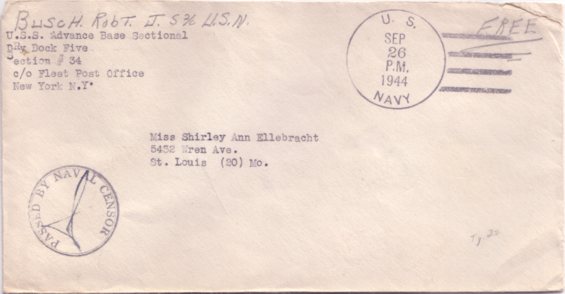 BUSCH. ROBT. J. S 2/c U.S.N.
U.S.S. Advance Base Sectional
Dry Dock Five
Section # 34
c/o Fleet Post Office
New York N.Y.
U. S.
SEP
26
P.M.
1944
NAVY
FREE
Miss Shirley Ann Ellebracht
5432 Wren Ave.
St. Louis (20) Mo.
PASSED BY NAVAL CENSOR